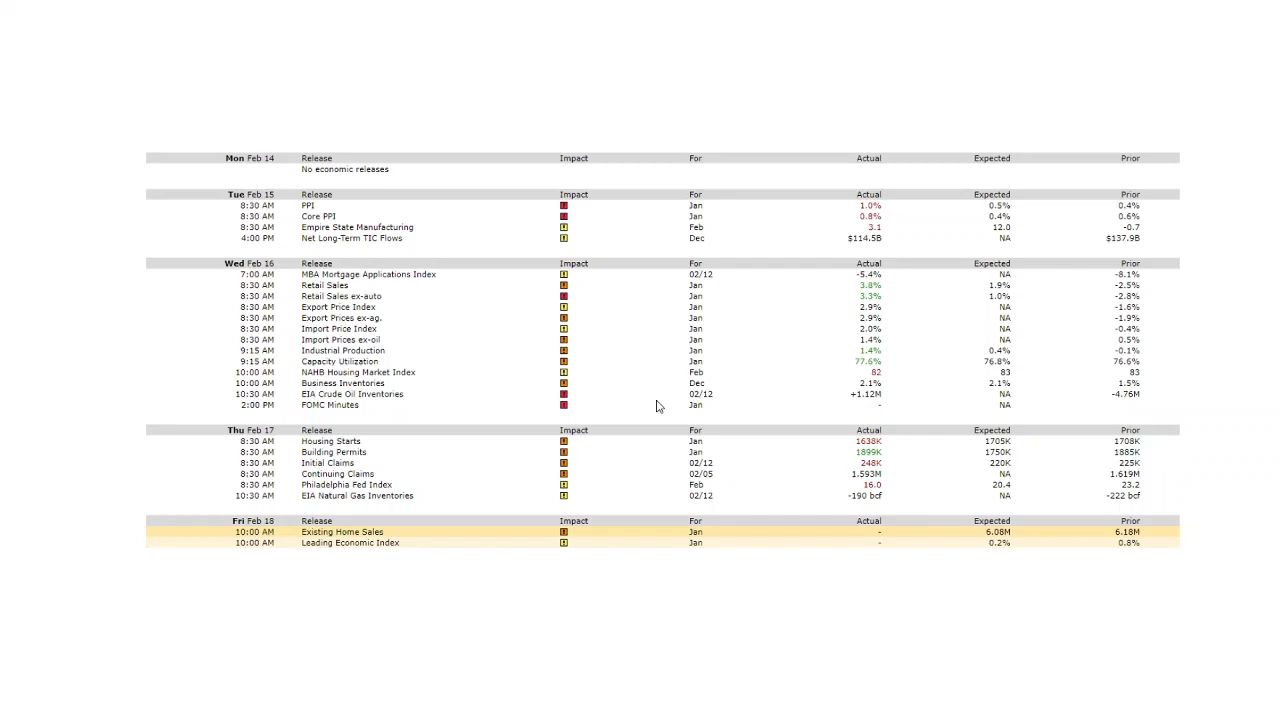 Mon Feb 14 Release Impact For Actual Expected Prior
No economic releases
Tue Feb 15 Release Impact For Actual Expected Prior
8:30 AM PPI Jan 1.0% 0.5% 0.4%
8:30 AM Core PPI Jan 0.8% 0.4% 0.6%
8:30 AM Empire State Manufacturing Feb 3.1 12.0 -0.7
4:00 PM Net Long-Term TIC Flows Dec $114.5B NA $137.9B
Wed Feb 16 Release Impact For Actual Expected Prior
7:00 AM MBA Mortgage Applications Index 02/12 -5.4% NA -8.1%
8:30 AM Retail Sales Jan 3.8% 1.9% -2.5%
8:30 AM Retail Sales ex-auto Jan 3.3% 1.0% -2.8%
8:30 AM Export Price Index Jan 2.9% NA -1.6%
8:30 AM Export Prices ex-ag. Jan 2.9% NA -1.9%
8:30 AM Import Price Index Jan 2.0% NA -0.4%
8:30 AM Import Prices ex-oil Jan 1.4% NA 0.5%
9:15 AM Industrial Production Jan 1.4% 0.4% -0.1%
9:15 AM Capacity Utilization Jan 77.6% 76.8% 76.6%
10:00 AM NAHB Housing Market Index Feb 82 83 83
10:00 AM Business Inventories Dec 2.1% 2.1% 1.5%
10:30 AM EIA Crude Oil Inventories 02/12 +1.12M NA -4.76M
2:00 PM FOMC Minutes Jan - NA
Thu Feb 17 Release Impact For Actual Expected Prior
8:30 AM Housing Starts Jan 1638K 1705K 1708K
8:30 AM Building Permits Jan 1899K 1750K 1885K
8:30 AM Initial Claims 02/12 248K 220K 225K
8:30 AM Continuing Claims 02/05 1.593M NA 1.619M
8:30 AM Philadelphia Fed Index Feb 16.0 20.4 23.2
10:30 AM EIA Natural Gas Inventories 02/12 -190 bcf NA -222 bcf
Fri Feb 18 Release Impact For Actual Expected Prior
10:00 AM Existing Home Sales Jan - 6.08M 6.18M
10:00 AM Leading Economic Index Jan - 0.2% 0.8%